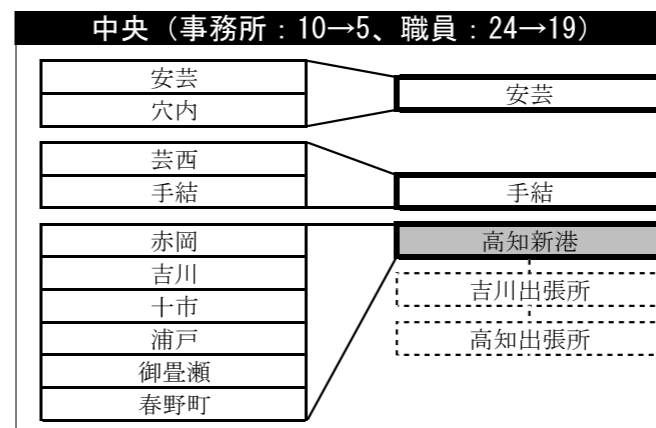 中央（事務所：10→5、職員：24→19）
安芸
穴内
安芸
芸西
手結
手結
赤岡
吉川
十市
浦戸
御畳瀬
春野町
高知新港
吉川出張所
高知出張所